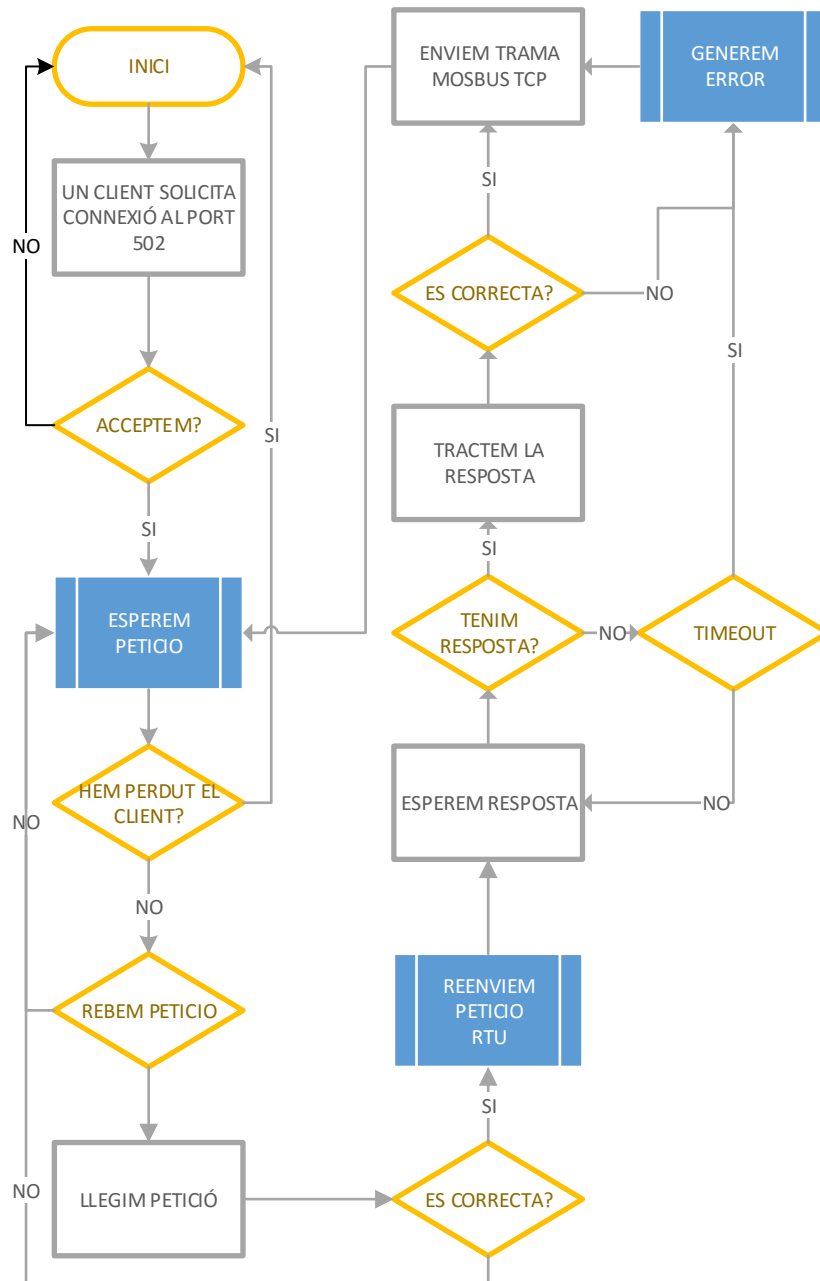 INICI
UN CLIENT SOLICITA
CONNEXIÓ AL PORT
502
NO
ACCEPTEM?
SI
SI
ESPEREM
PETICIO
HEM PERDUT EL
CLIENT?
NO
NO
REBEM PETICIO
LLEGIM PETICIÓ
NO
ES CORRECTA?
SI
REENVIEM
PETICIO
RTU
ESPEREM RESPOSTA
TENIM
RESPOSTA?
NO
TIMEOUT
NO
SI
SI
TRACTEM LA
RESPOSTA
ES CORRECTA?
NO
SI
ENVIEM TRAMA
MOSBUS TCP
GENEREM
ERROR